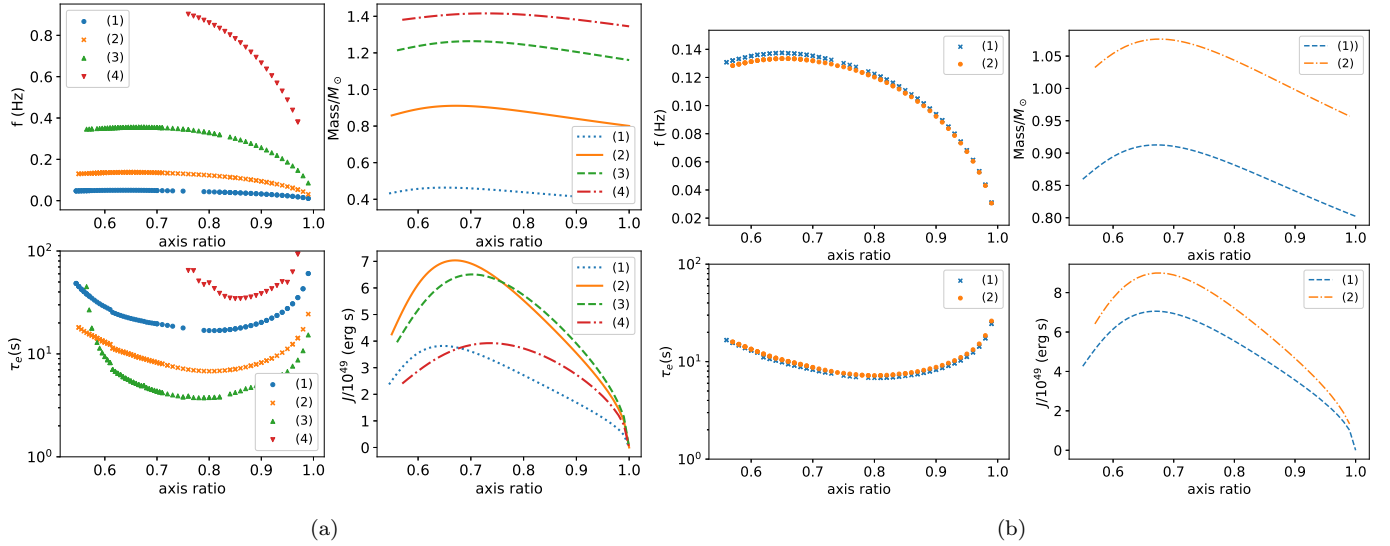 f (Hz)
0.8
0.6
0.4
0.2
0.0
(1)
(2)
(3)
(4)
0.6 0.7 0.8 0.9 1.0
axis ratio
Mass/M⊙
1.4
1.2
1.0
0.8
0.6
0.4
(1)
(2)
(3)
(4)
0.6 0.7 0.8 0.9 1.0
axis ratio
τe(s)
10²
10¹
10⁰
(1)
(2)
(3)
(4)
0.6 0.7 0.8 0.9 1.0
axis ratio
J/10⁴⁹ (erg s)
7
6
5
4
3
2
1
0
(1)
(2)
(3)
(4)
0.6 0.7 0.8 0.9 1.0
axis ratio
(a)
f (Hz)
0.14
0.12
0.10
0.08
0.06
0.04
0.02
(1)
(2)
0.6 0.7 0.8 0.9 1.0
axis ratio
Mass/M⊙
1.05
1.00
0.95
0.90
0.85
0.80
(1))
(2)
0.6 0.7 0.8 0.9 1.0
axis ratio
τe(s)
10²
10¹
10⁰
(1)
(2)
0.6 0.7 0.8 0.9 1.0
axis ratio
J/10⁴⁹ (erg s)
8
6
4
2
0
(1)
(2)
0.6 0.7 0.8 0.9 1.0
axis ratio
(b)